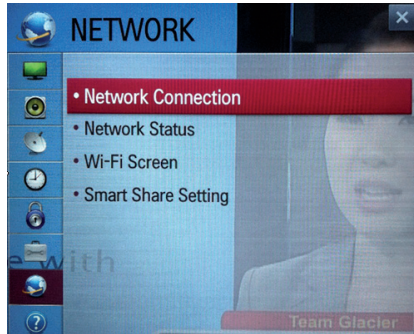 NETWORK
• Network Connection
• Network Status
• Wi-Fi Screen
• Smart Share Setting
e with
Team Glacier